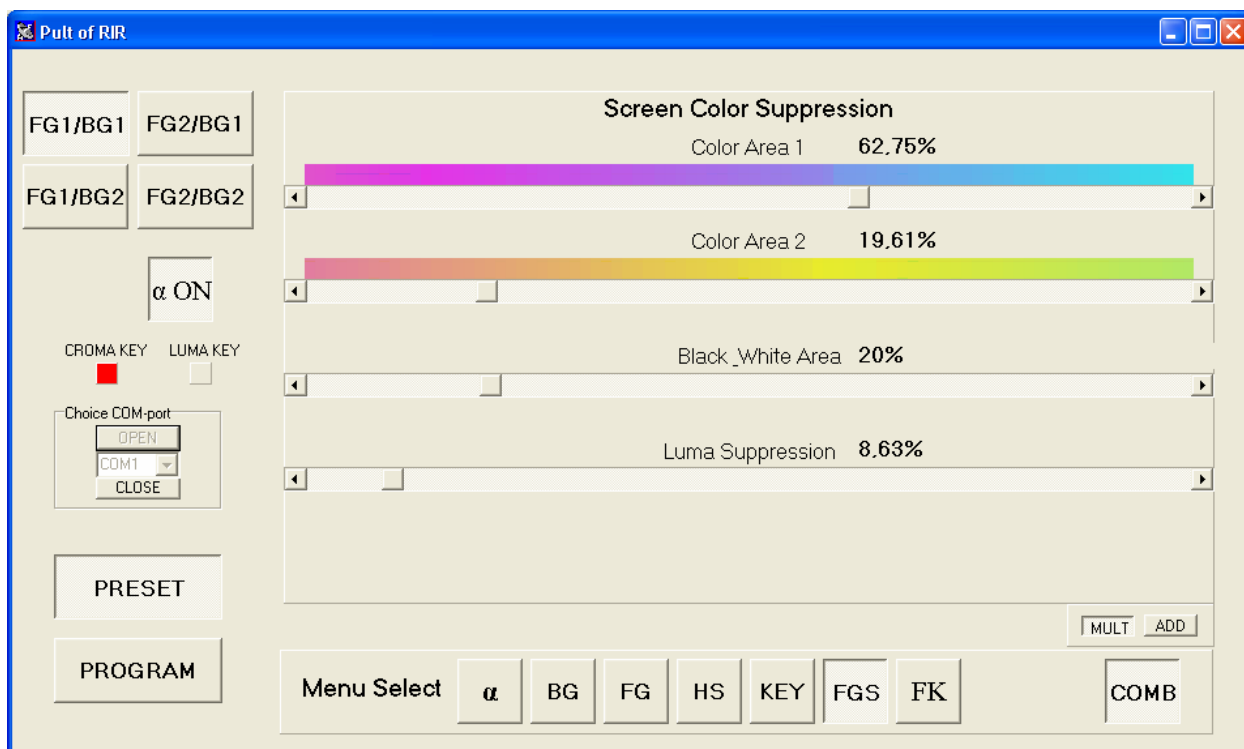 Pult of RIR
FG1/BG1 FG2/BG1
FG1/BG2 FG2/BG2
α ON
CROMA KEY LUMA KEY
Choice COM-port
OPEN
COM1
CLOSE
PRESET
PROGRAM
Screen Color Suppression
Color Area 1 62,75%
Color Area 2 19,61%
Black_White Area 20%
Luma Suppression 8,63%
MULT ADD
Menu Select α BG FG HS KEY FGS FK COMB